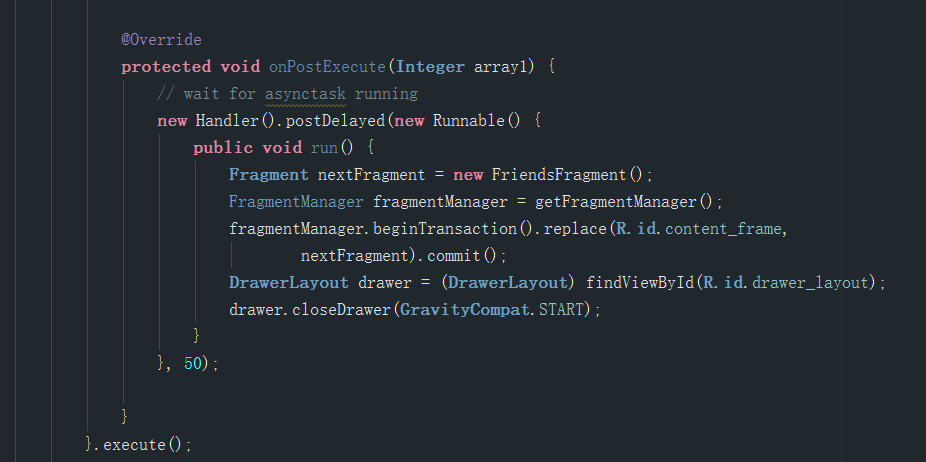 @Override
protected void onPostExecute(Integer array1) {
// wait for asynctask running
new Handler().postDelayed(new Runnable() {
public void run() {
Fragment nextFragment = new FriendsFragment();
FragmentManager fragmentManager = getFragmentManager();
fragmentManager.beginTransaction().replace(R.id.content_frame,
nextFragment).commit();
DrawerLayout drawer = (DrawerLayout) findViewById(R.id.drawer_layout);
drawer.closeDrawer(GravityCompat.START);
}
}, 50);
}
}.execute();